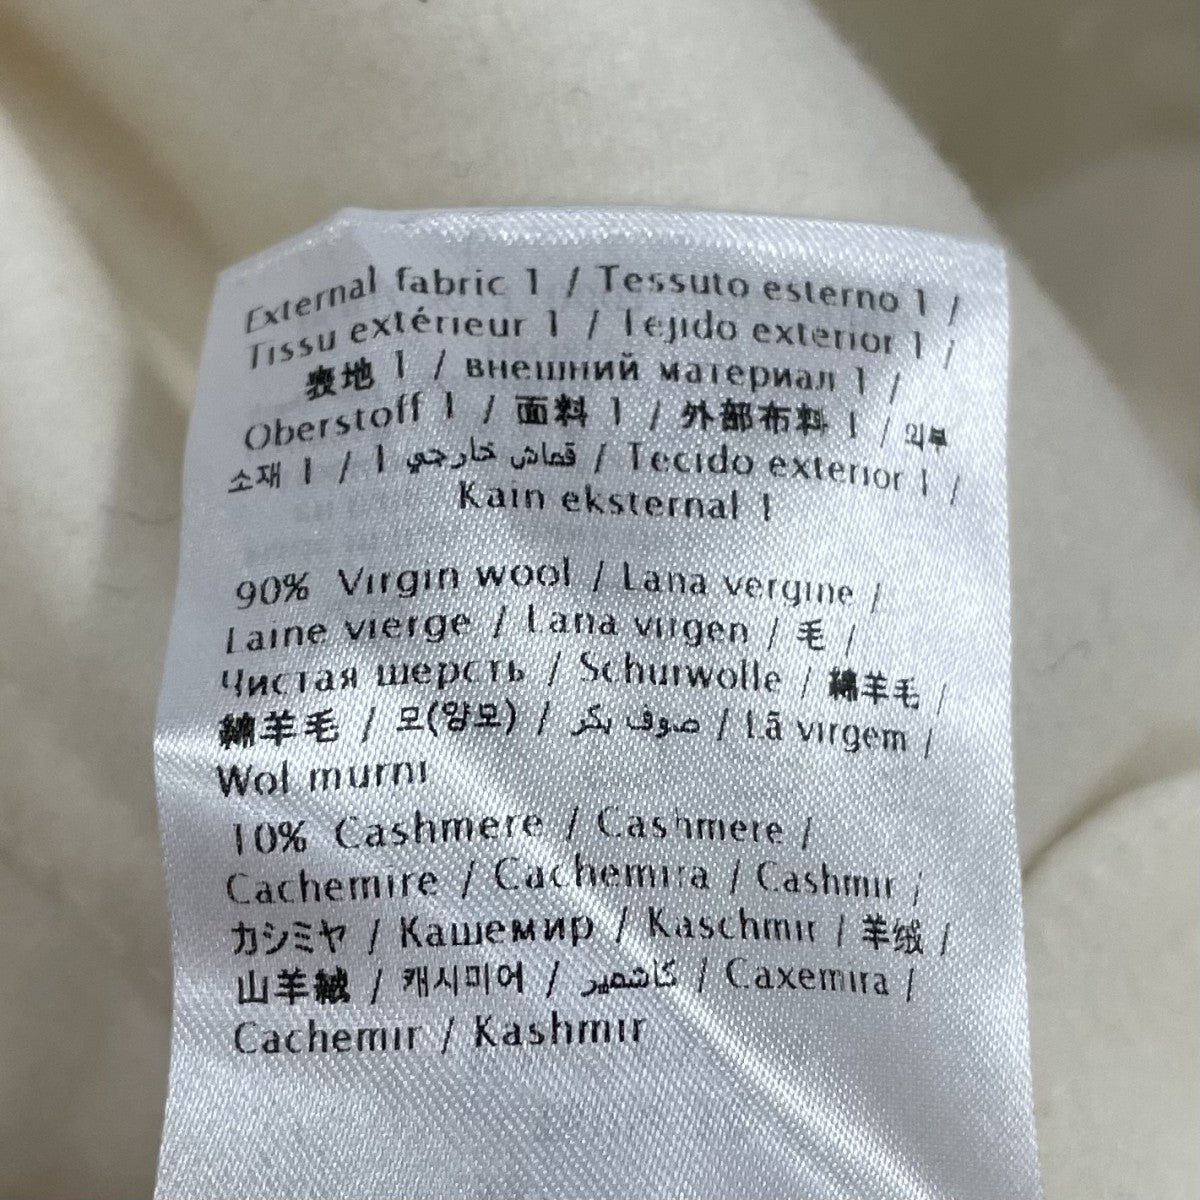 External fabric 1 / Tessuto esterno 1 /
Tissu extérieur 1 / Tejido exterior 1 /
表地 1 / внешний материал 1 /
Oberstoff 1 / 面料 1 / 外部布料 1 / 외부
소재 1 / قماش خارجي 1 / Tecido exterior 1 /
Kain eksternal 1
90% Virgin wool / Lana vergine /
Laine vierge / Lana virgen / 毛 /
Чистая шерсть / Schurwolle / 綿羊毛 /
綿羊毛 / 모(양모) / صوف بكر / Lã virgem /
Wol murni
10% Cashmere / Cashmere /
Cachemire / Cachemira / Cashmir /
カシミヤ / Кашемир / Kaschmir / 羊绒 /
山羊絨 / 캐시미어 / كاشمير / Caxemira /
Cachemir / Kashmir